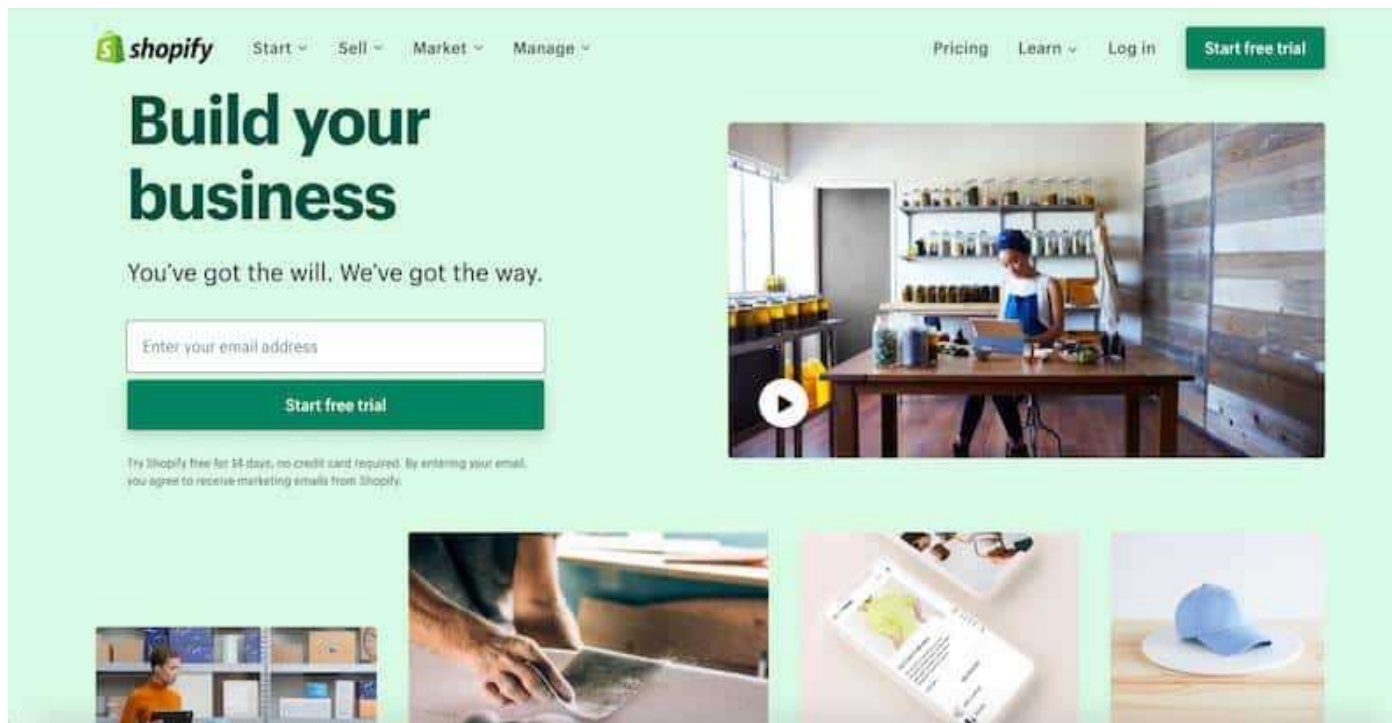 shopify
Start
Sell
Market
Manage
Pricing
Learn
Log in
Start free trial
Build your
business
You've got the will. We've got the way.
Enter your email address
Start free trial
Try Shopify free for 14 days, no credit card required. By entering your email,
you agree to receive marketing emails from Shopify.